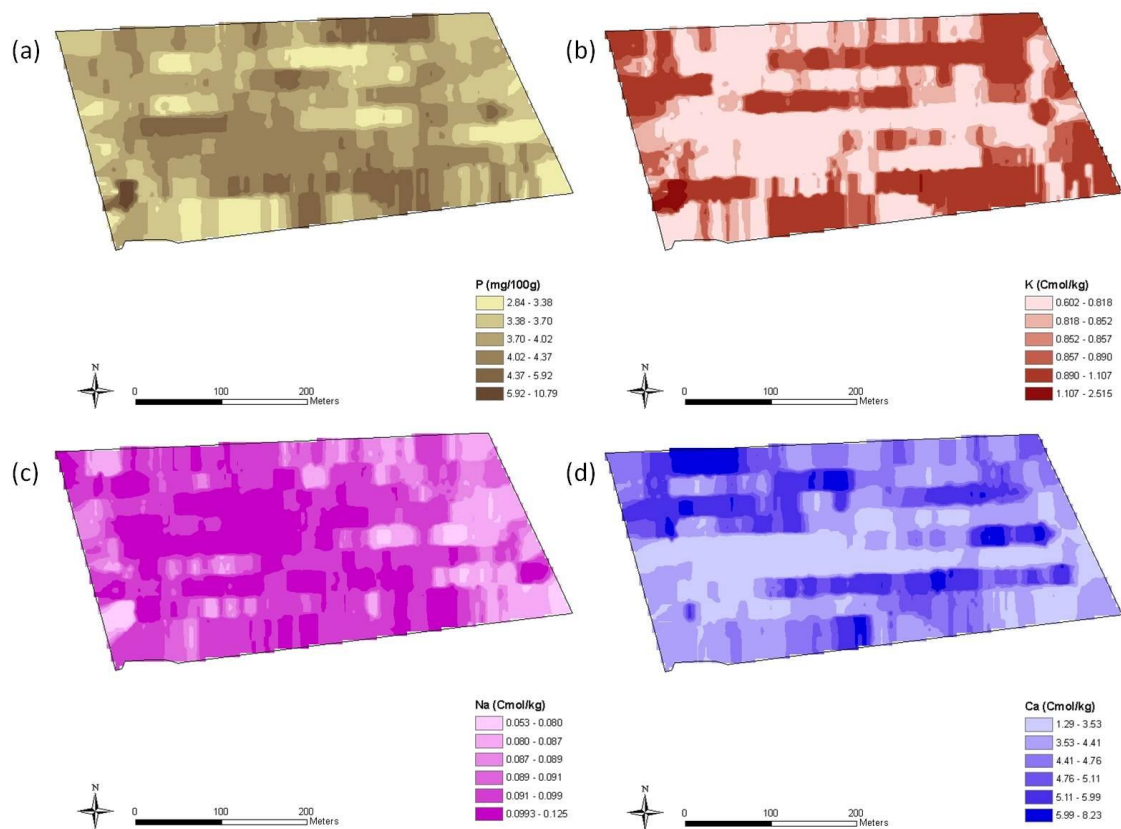 (a)
P (mg/100g)
2.84 - 3.38
3.38 - 3.70
3.70 - 4.02
4.02 - 4.37
4.37 - 5.92
5.92 - 10.79
N
0 100 200
Meters
(b)
K (Cmol/kg)
0.602 - 0.818
0.818 - 0.852
0.852 - 0.857
0.857 - 0.890
0.890 - 1.107
1.107 - 2.515
N
0 100 200
Meters
(c)
Na (Cmol/kg)
0.053 - 0.080
0.080 - 0.087
0.087 - 0.089
0.089 - 0.091
0.091 - 0.099
0.0993 - 0.125
N
0 100 200
Meters
(d)
Ca (Cmol/kg)
1.29 - 3.53
3.53 - 4.41
4.41 - 4.76
4.76 - 5.11
5.11 - 5.99
5.99 - 8.23
N
0 100 200
Meters